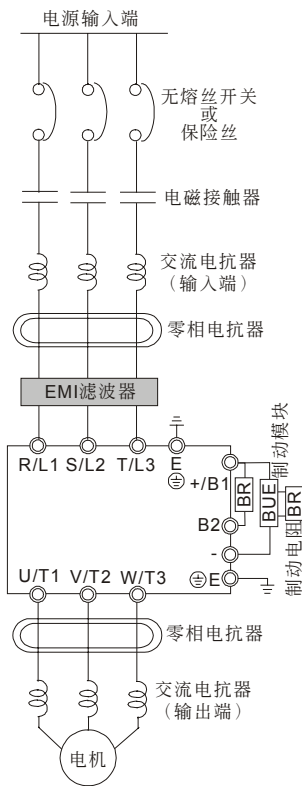 电源输入端
无熔丝开关
或
保险丝
电磁接触器
交流电抗器
(输入端)
零相电抗器
EMI滤波器
R/L1 S/L2 T/L3 E
+/B1
BR
BUE
制动模块
BR
制动电阻
B2
-
E
U/T1 V/T2 W/T3
零相电抗器
交流电抗器
(输出端)
电机